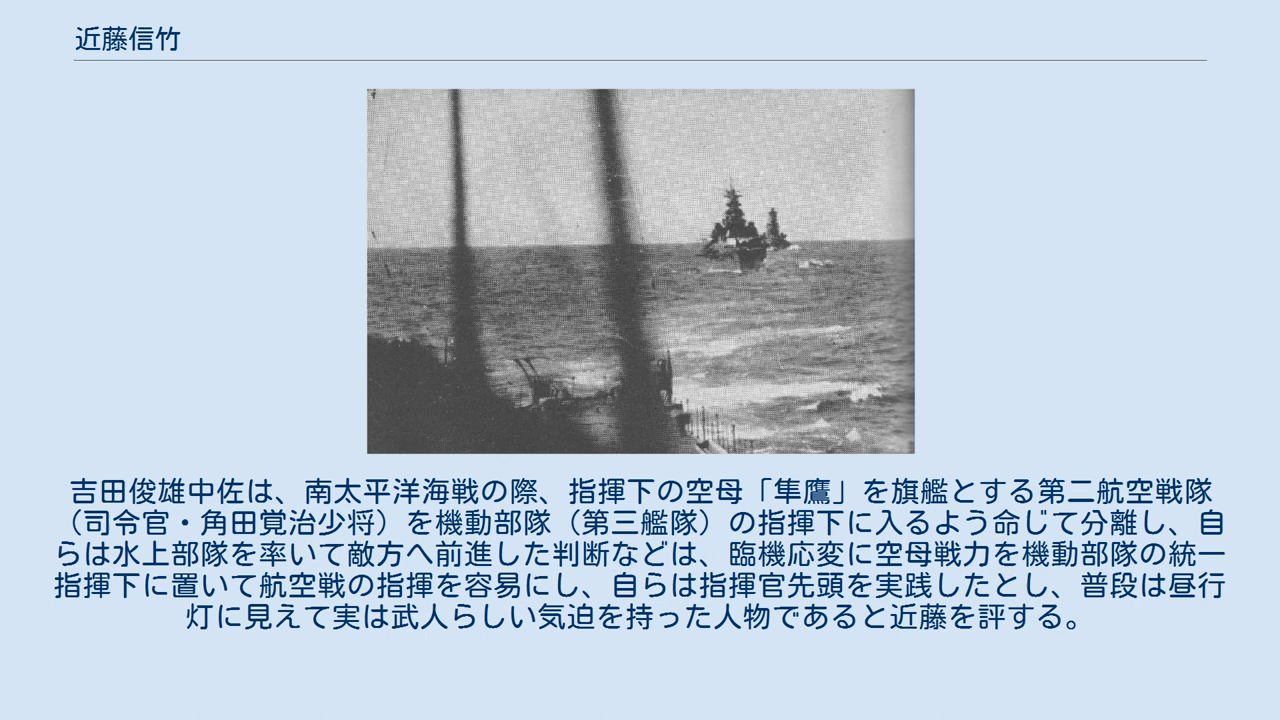 近藤信竹
吉田俊雄中佐は、南太平洋海戦の際、指揮下の空母「隼鷹」を旗艦とする第二航空戦隊
（司令官・角田覚治少将）を機動部隊（第三艦隊）の指揮下に入るよう命じて分離し、自
らは水上部隊を率いて敵方へ前進した判断などは、臨機応変に空母戦力を機動部隊の統一
指揮下に置いて航空戦の指揮を容易にし、自らは指揮官先頭を実践したとし、普段は昼行
灯に見えて実は武人らしい気迫を持った人物であると近藤を評する。